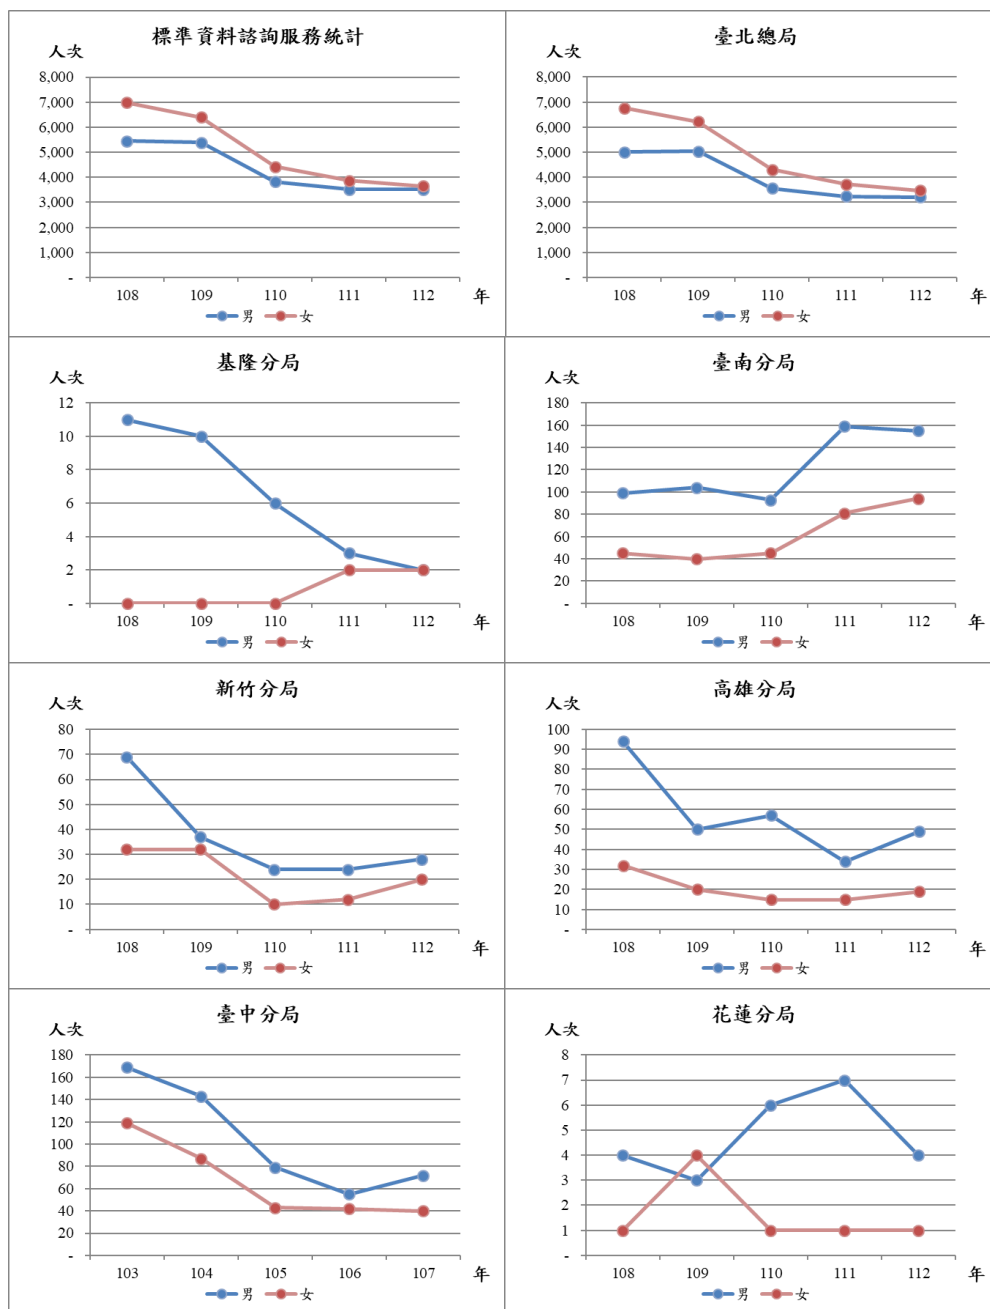 標準資料諮詢服務統計
人次
8,000
7,000
6,000
5,000
4,000
3,000
2,000
1,000
-
108 109 110 111 112 年
男 女
臺北總局
人次
8,000
7,000
6,000
5,000
4,000
3,000
2,000
1,000
-
108 109 110 111 112 年
男 女
基隆分局
人次
12
10
8
6
4
2
-
108 109 110 111 112 年
男 女
臺南分局
人次
180
160
140
120
100
80
60
40
20
-
108 109 110 111 112 年
男 女
新竹分局
人次
80
70
60
50
40
30
20
10
-
108 109 110 111 112 年
男 女
高雄分局
人次
100
90
80
70
60
50
40
30
20
10
-
108 109 110 111 112 年
男 女
臺中分局
人次
180
160
140
120
100
80
60
40
20
-
103 104 105 106 107 年
男 女
花蓮分局
人次
8
7
6
5
4
3
2
1
-
108 109 110 111 112 年
男 女